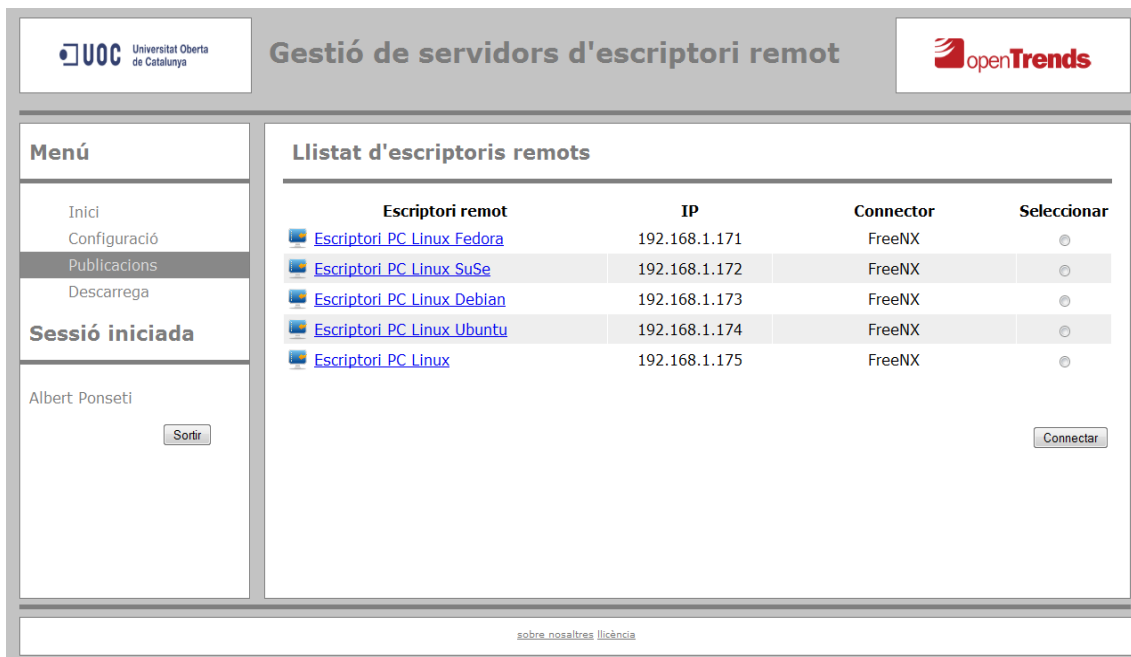 UOC Universitat Oberta de Catalunya
Gestió de servidors d'escriptori remot
openTrends
Menú
Inici
Configuració
Publicacions
Descarrega
Sessió iniciada
Albert Ponseti
Sortir
Llistat d'escriptoris remots
Escriptori remot IP Connector Seleccionar
Escriptori PC Linux Fedora 192.168.1.171 FreeNX
Escriptori PC Linux SuSe 192.168.1.172 FreeNX
Escriptori PC Linux Debian 192.168.1.173 FreeNX
Escriptori PC Linux Ubuntu 192.168.1.174 FreeNX
Escriptori PC Linux 192.168.1.175 FreeNX
Connectar
sobre nosaltres llicència